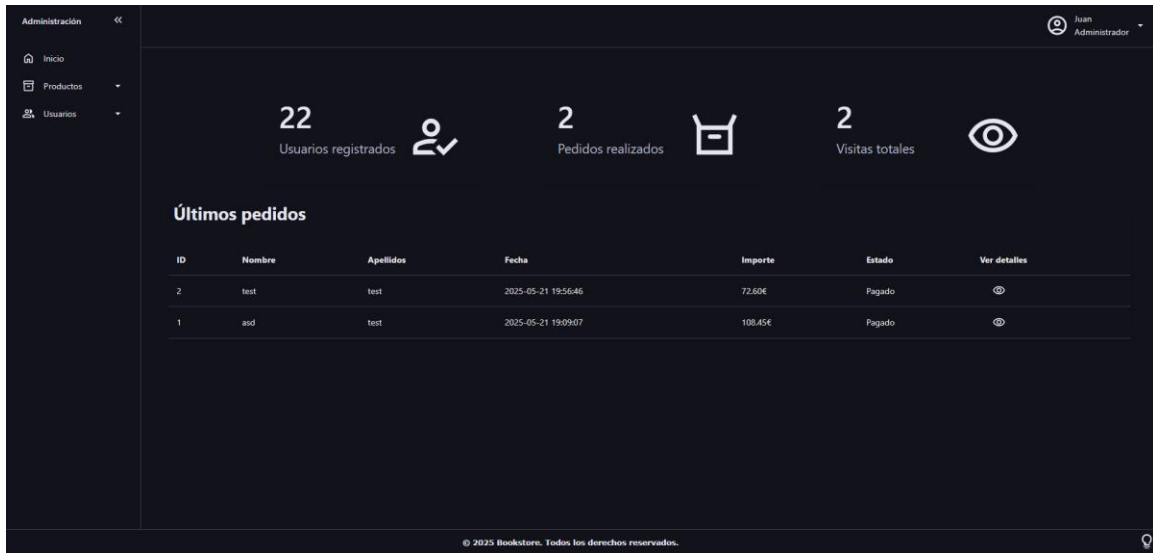 Administración
Juan
Administrador
Inicio
Productos
Usuarios
22
Usuarios registrados
2
Pedidos realizados
2
Visitas totales
Últimos pedidos
ID Nombre Apellidos Fecha Importe Estado Ver detalles
2 test test 2025-05-21 19:56:46 72.60€ Pagado
1 asd test 2025-05-21 19:09:07 108.45€ Pagado
© 2025 Bookstore. Todos los derechos reservados.